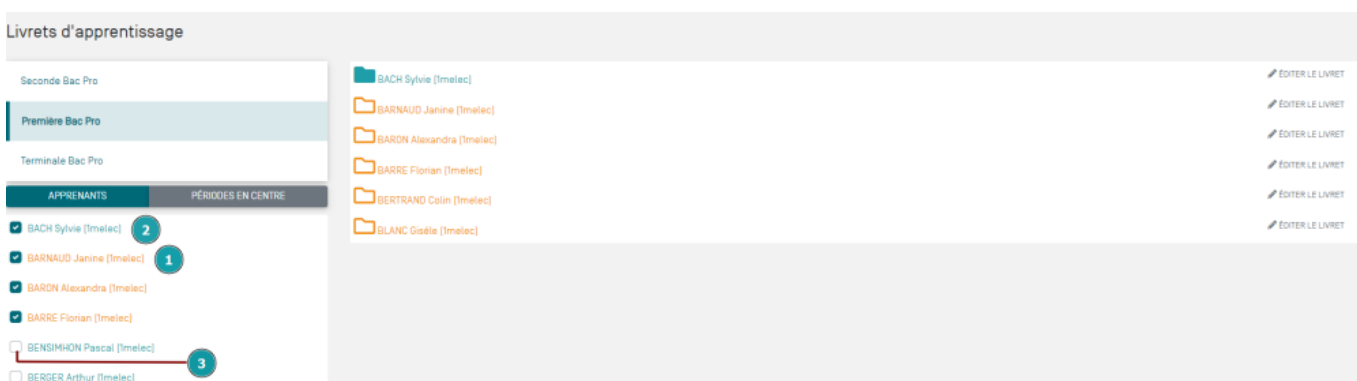 Livrets d'apprentissage
Seconde Bac Pro
Première Bac Pro
Terminale Bac Pro
APPRENANTS PÉRIODES EN CENTRE
BACH Sylvie [1melec] 2
BARNAUD Janine [1melec] 1
BARON Alexandra [1melec]
BARRE Florian [1melec]
BENSIMHON Pascal [1melec]
3
BERGER Arthur [1melec]
BACH Sylvie [1melec] ÉDITER LE LIVRET
BARNAUD Janine [1melec] ÉDITER LE LIVRET
BARON Alexandra [1melec] ÉDITER LE LIVRET
BARRE Florian [1melec] ÉDITER LE LIVRET
BERTRAND Colin [1melec] ÉDITER LE LIVRET
BLANC Gisèle [1melec] ÉDITER LE LIVRET